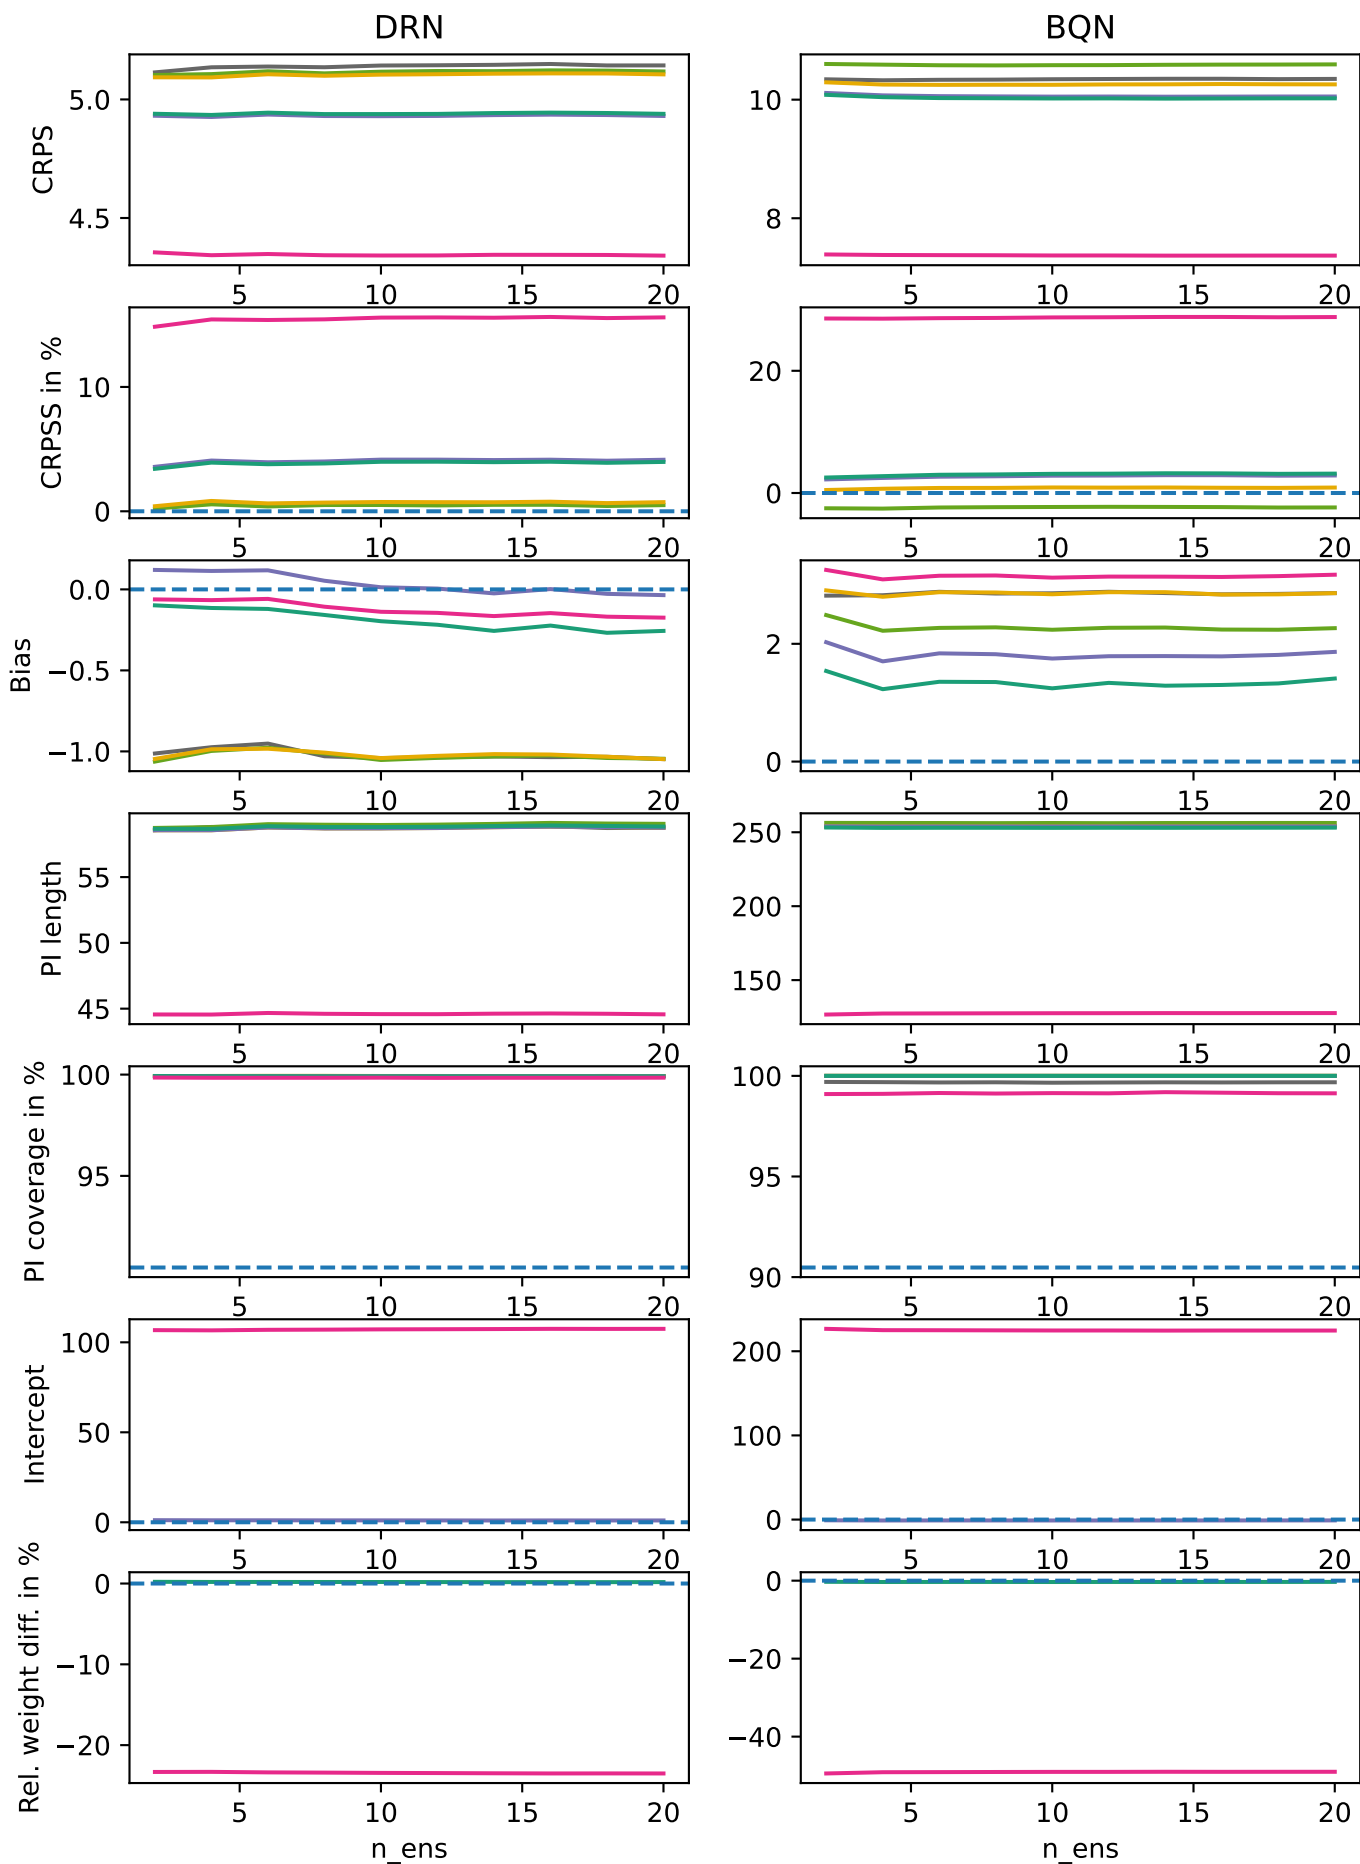 DRN BQN
CRPS
5.0
4.5
10
8
5 10 15 20 5 10 15 20
CRPSS in %
10
0
20
0
5 10 15 20 5 10 15 20
Bias
0.0
−0.5
−1.0
2
0
5 10 15 20 5 10 15 20
PI length
55
50
45
250
200
150
5 10 15 20 5 10 15 20
PI coverage in %
100
95
100
95
90
5 10 15 20 5 10 15 20
Intercept
100
50
0
200
100
0
5 10 15 20 5 10 15 20
Rel. weight diff. in %
0
−10
−20
0
−20
−40
5 10 15 20 5 10 15 20
n_ens n_ens